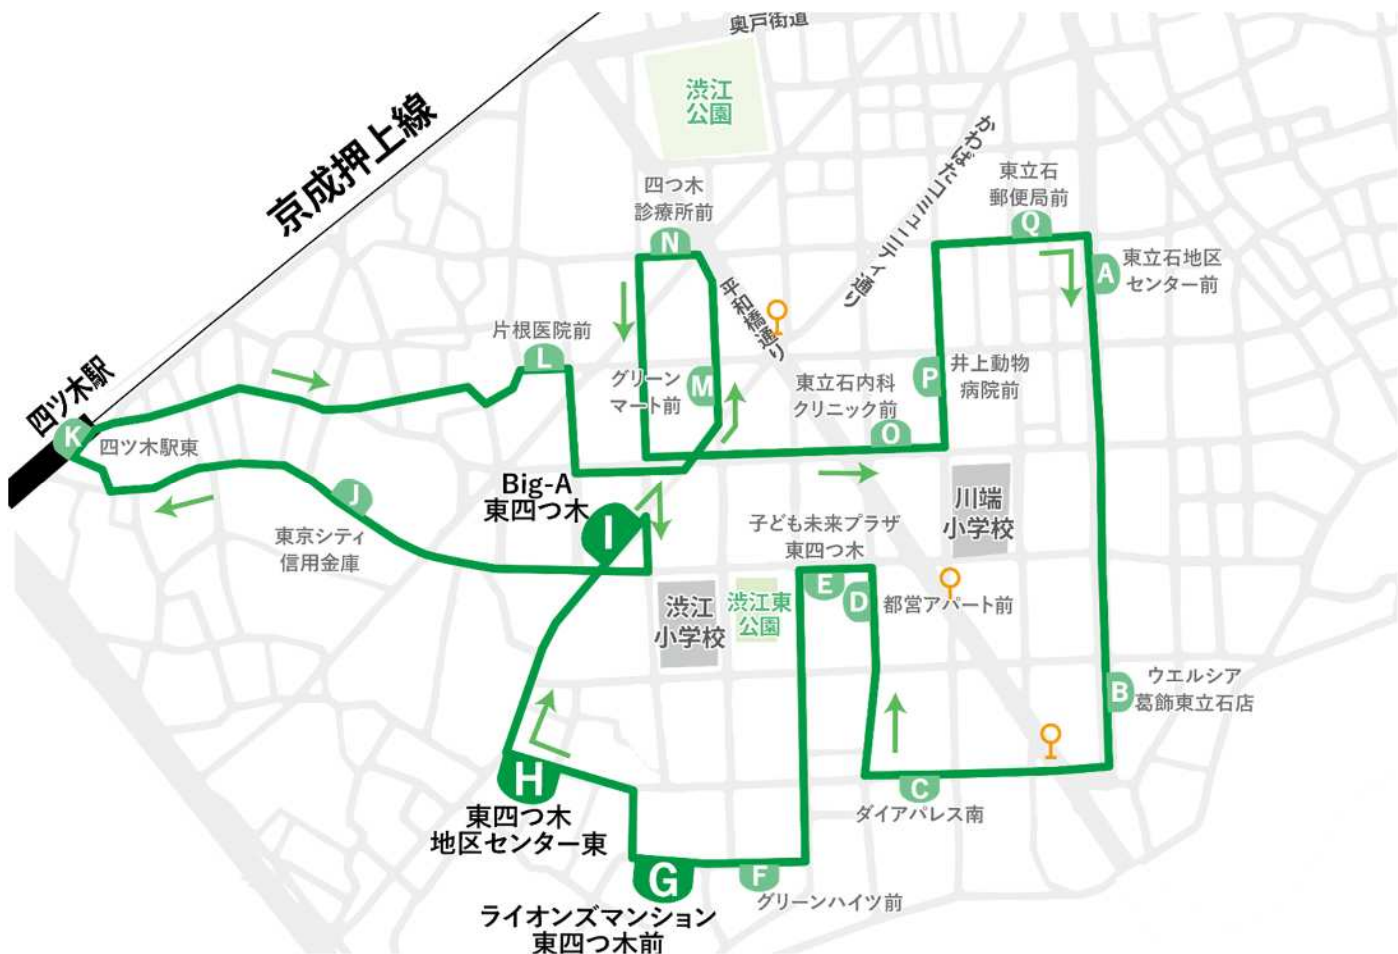 奥戸街道
渋江
公園
京成押上線
かわばたコミュニティ通り
東立石
郵便局前
Q
四つ木
診療所前
N
A
東立石地区
センター前
平和橋通り
片根医院前
L
グリーン
マート前
M
東立石内科
クリニック前
O
P
井上動物
病院前
四ツ木駅
K
四ツ木駅東
J
東京シティ
信用金庫
Big-A
東四つ木
I
川端
小学校
子ども未来プラザ
東四つ木
E
D
都営アパート前
渋江
小学校
渋江東
公園
B
ウエルシア
葛飾東立石店
H
東四つ木
地区センター東
C
ダイアパレス南
G
ライオンズマンション
東四つ木前
F
グリーンハイツ前